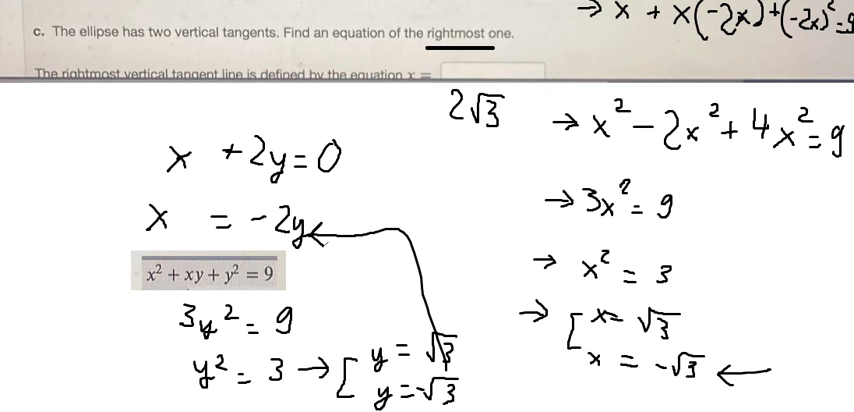 → x + x(-2x)+(-2x)²=9
c. The ellipse has two vertical tangents. Find an equation of the rightmost one.
The rightmost vertical tangent line is defined by the equation x =
2√3
→ x² - 2x² + 4x² = 9
x + 2y = 0
→ 3x² = 9
x = - 2y
x² + xy + y² = 9
→ x² = 3
3y² = 9
→ [ x = √3
x = -√3 ←
y² = 3 → [ y = √3
y = -√3